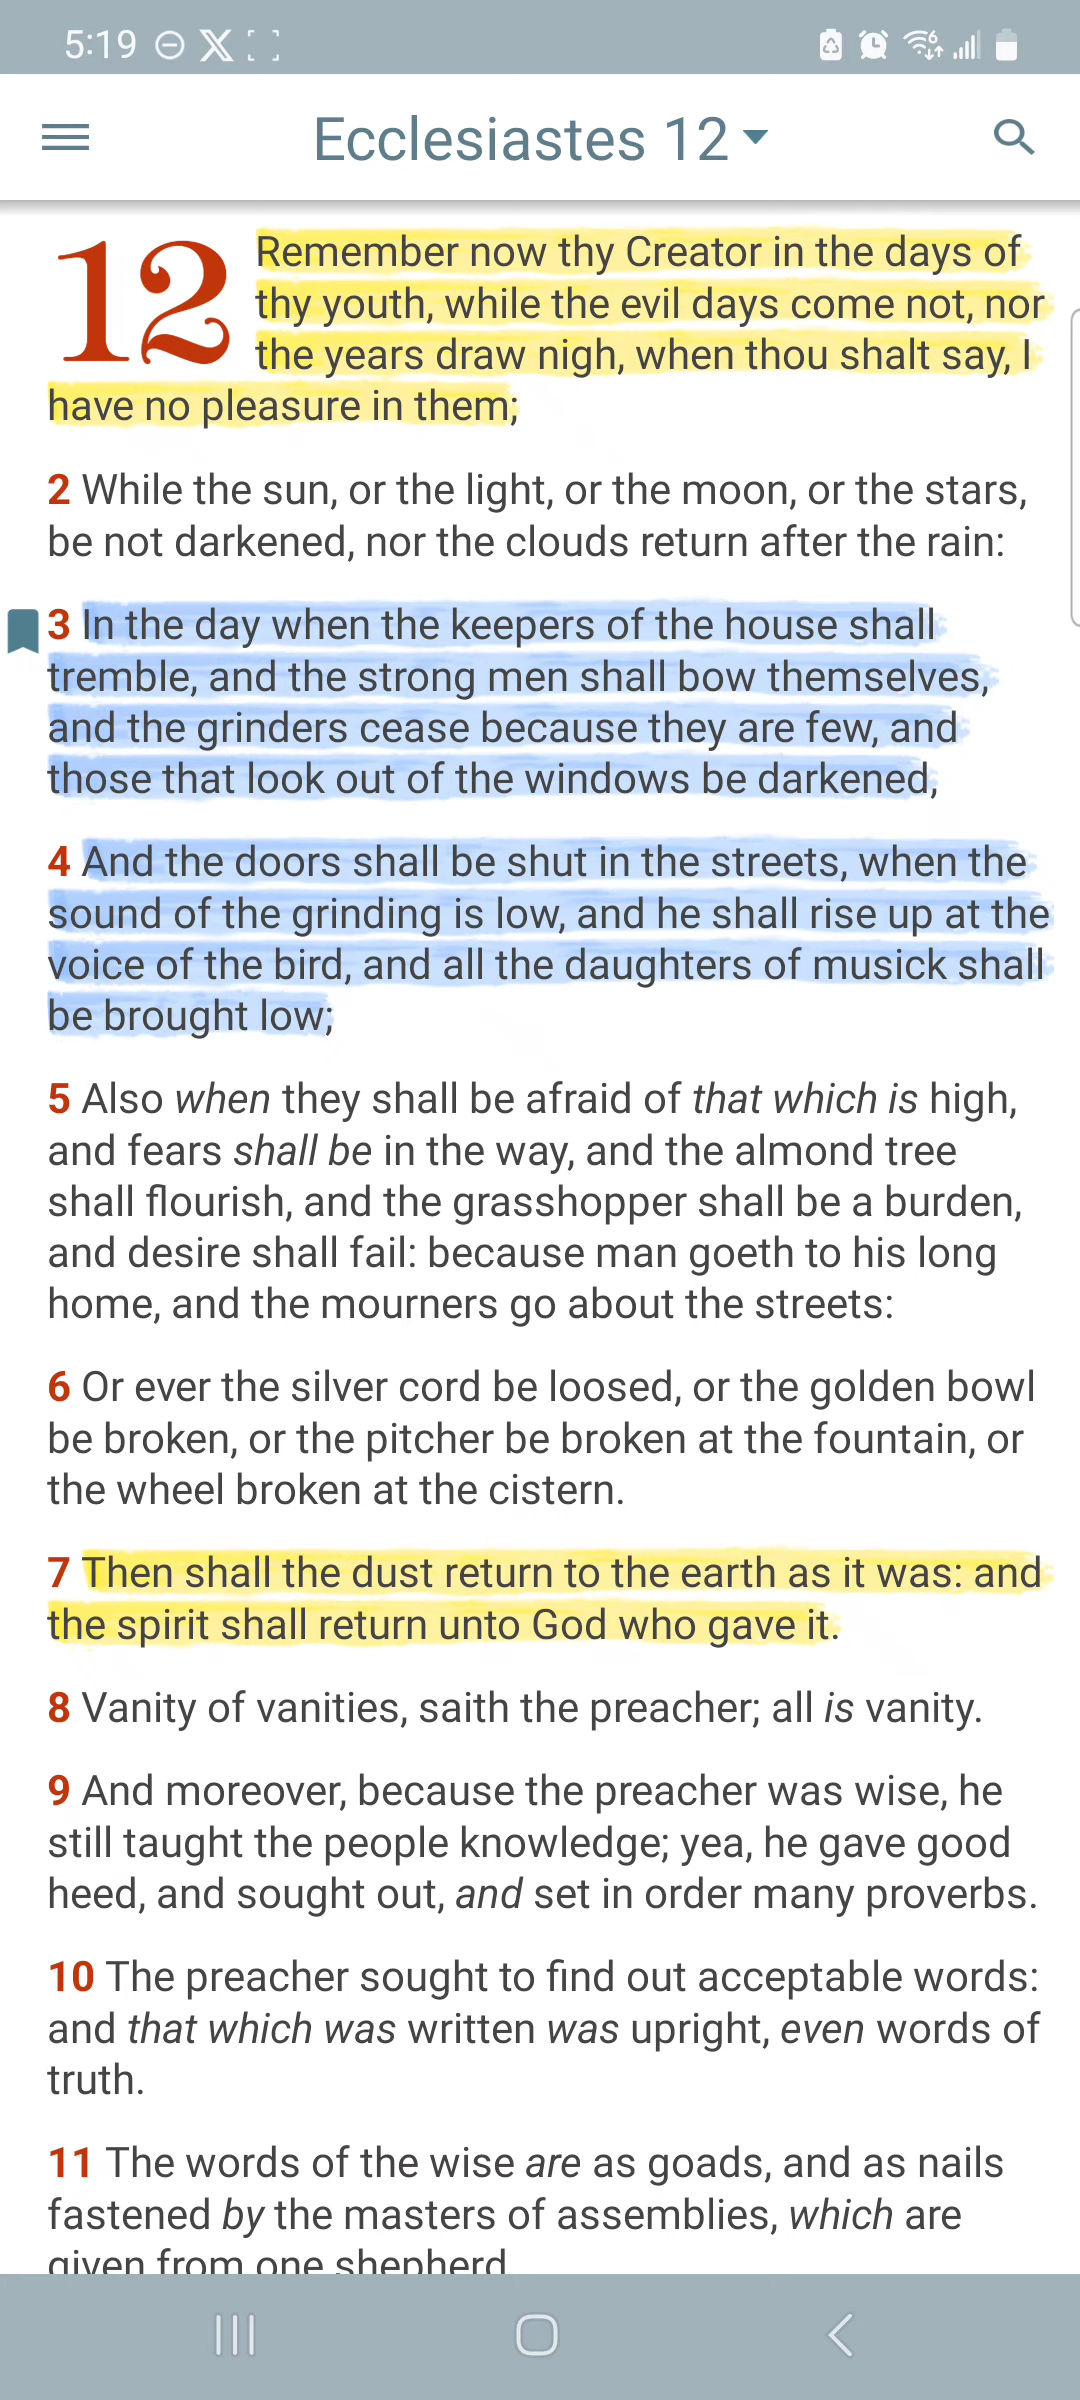 5:19
Ecclesiastes 12
12 Remember now thy Creator in the days of
thy youth, while the evil days come not, nor
the years draw nigh, when thou shalt say, I
have no pleasure in them;
2 While the sun, or the light, or the moon, or the stars,
be not darkened, nor the clouds return after the rain:
3 In the day when the keepers of the house shall
tremble, and the strong men shall bow themselves,
and the grinders cease because they are few, and
those that look out of the windows be darkened,
4 And the doors shall be shut in the streets, when the
sound of the grinding is low, and he shall rise up at the
voice of the bird, and all the daughters of musick shall
be brought low;
5 Also when they shall be afraid of that which is high,
and fears shall be in the way, and the almond tree
shall flourish, and the grasshopper shall be a burden,
and desire shall fail: because man goeth to his long
home, and the mourners go about the streets:
6 Or ever the silver cord be loosed, or the golden bowl
be broken, or the pitcher be broken at the fountain, or
the wheel broken at the cistern.
7 Then shall the dust return to the earth as it was: and
the spirit shall return unto God who gave it.
8 Vanity of vanities, saith the preacher; all is vanity.
9 And moreover, because the preacher was wise, he
still taught the people knowledge; yea, he gave good
heed, and sought out, and set in order many proverbs.
10 The preacher sought to find out acceptable words:
and that which was written was upright, even words of
truth.
11 The words of the wise are as goads, and as nails
fastened by the masters of assemblies, which are
given from one shepherd